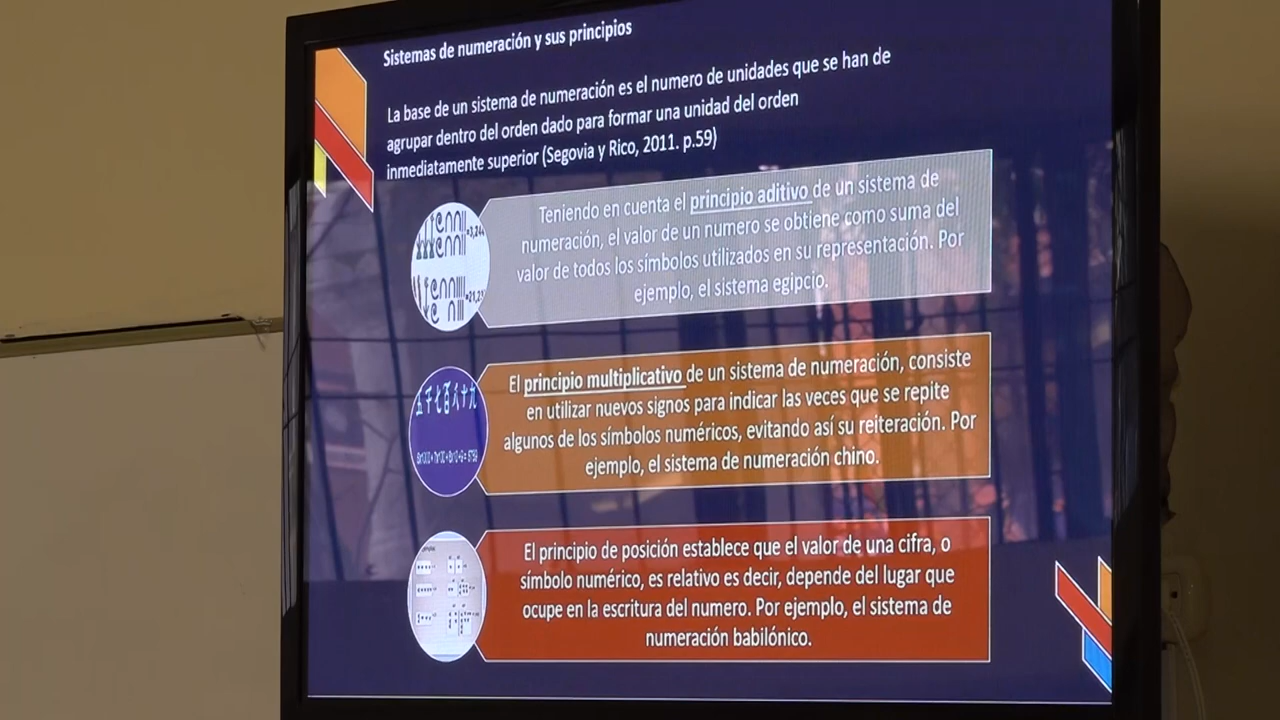 Sistemas de numeración y sus principios
La base de un sistema de numeración es el numero de unidades que se han de
agrupar dentro del orden dado para formar una unidad del orden
inmediatamente superior (Segovia y Rico, 2011. p.59)
Teniendo en cuenta el principio aditivo de un sistema de
numeración, el valor de un numero se obtiene como suma del
valor de todos los símbolos utilizados en su representación. Por
ejemplo, el sistema egipcio.
El principio multiplicativo de un sistema de numeración, consiste
en utilizar nuevos signos para indicar las veces que se repite
algunos de los símbolos numéricos, evitando así su reiteración. Por
ejemplo, el sistema de numeración chino.
五千七百六十九
El principio de posición establece que el valor de una cifra, o
símbolo numérico, es relativo es decir, depende del lugar que
ocupe en la escritura del numero. Por ejemplo, el sistema de
numeración babilónico.